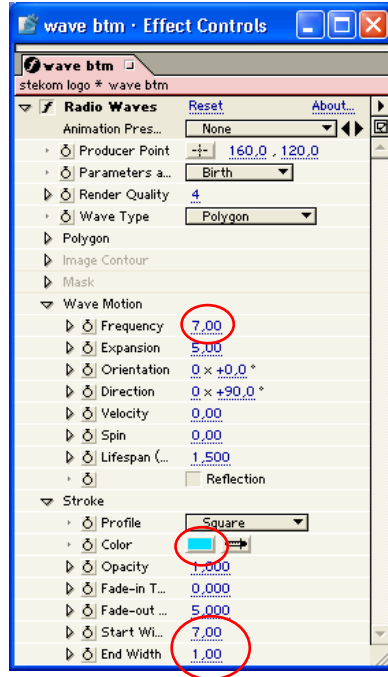 wave btm · Effect Controls
wave btm
stekom logo * wave btm
Radio Waves Reset About...
Animation Pres... None
Producer Point 160,0 , 120,0
Parameters a... Birth
Render Quality 4
Wave Type Polygon
Polygon
Image Contour
Mask
Wave Motion
Frequency 7,00
Expansion 5,00
Orientation 0 x +0,0 °
Direction 0 x +90,0 °
Velocity 0,00
Spin 0,00
Lifespan (... 1,500
Reflection
Stroke
Profile Square
Color
Opacity 1,000
Fade-in T... 0,000
Fade-out ... 5,000
Start Wi... 7,00
End Width 1,00